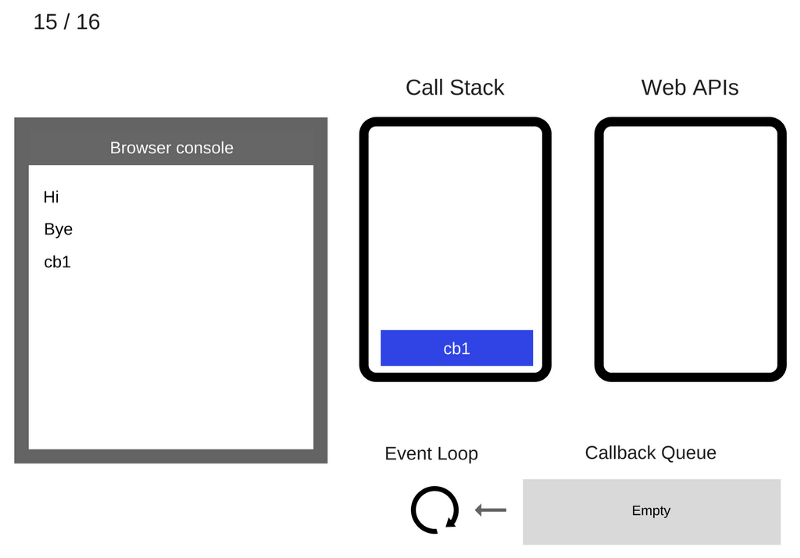 15 / 16
Call Stack
Web APIs
Browser console
Hi
Bye
cb1
cb1
Event Loop
Callback Queue
Empty